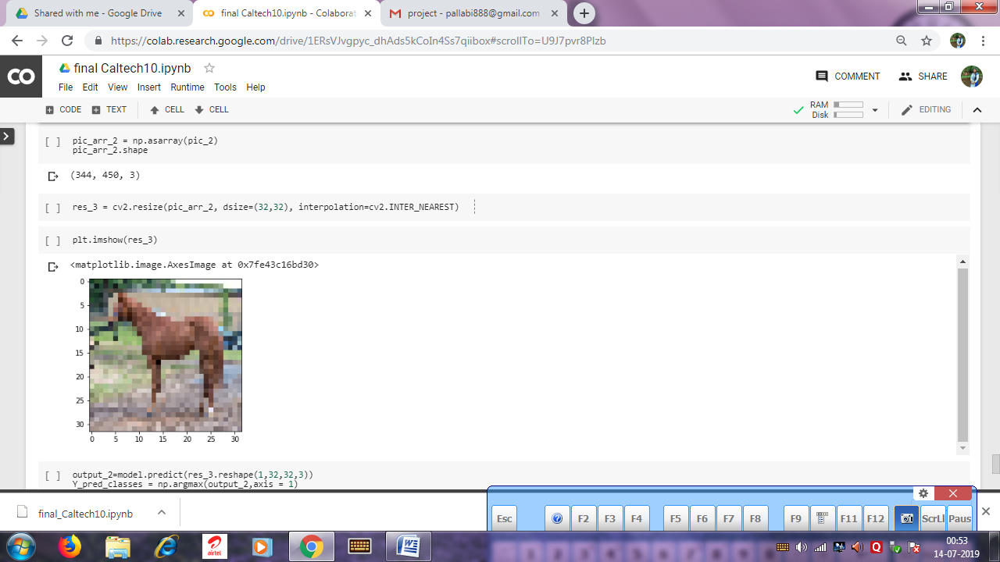 Shared with me - Google Drive
final Caltech10.ipynb - Colaborat
project - pallabi888@gmail.com
https://colab.research.google.com/drive/1ERsVJvgpyc_dhAds5kCoIn4Ss7qiibox#scrollTo=U9J7pvr8PIzb
CO
final Caltech10.ipynb
COMMENT
SHARE
File Edit View Insert Runtime Tools Help
CODE TEXT CELL CELL
RAM
Disk
EDITING
[ ] pic_arr_2 = np.asarray(pic_2)
pic_arr_2.shape
(344, 450, 3)
[ ] res_3 = cv2.resize(pic_arr_2, dsize=(32,32), interpolation=cv2.INTER_NEAREST)
[ ] plt.imshow(res_3)
<matplotlib.image.AxesImage at 0x7fe43c16bd30>
0
5
10
15
20
25
30
0 5 10 15 20 25 30
[ ] output_2=model.predict(res_3.reshape(1,32,32,3))
Y_pred_classes = np.argmax(output_2,axis = 1)
final_Caltech10.ipynb
Esc F2 F3 F4 F5 F6 F7 F8 F9 F11 F12 ScrLl Paus
airtel
W
Q
00:53
14-07-2019